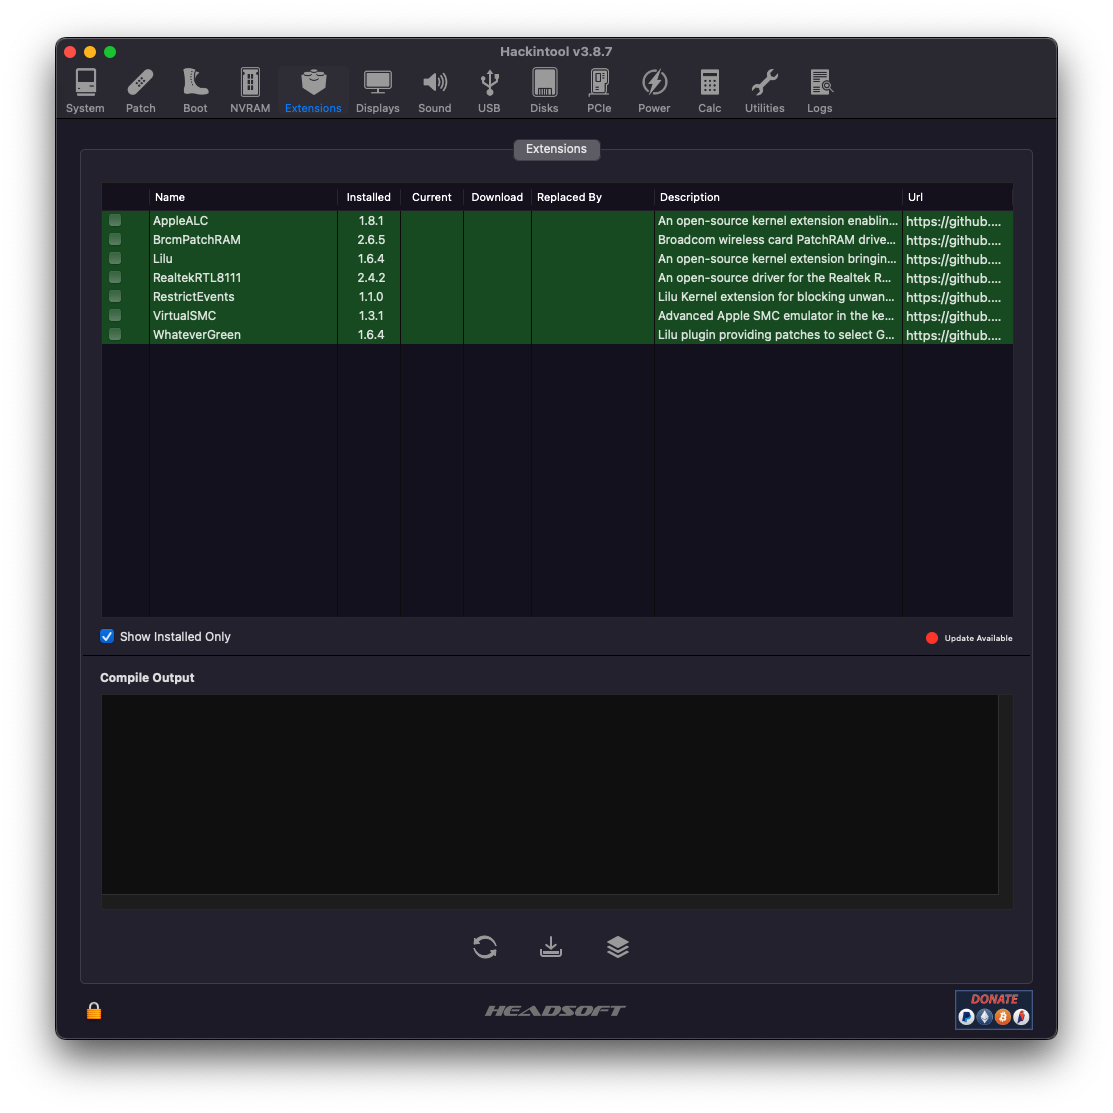 Hackintool v3.8.7
System Patch Boot NVRAM Extensions Displays Sound USB Disks PCIe Power Calc Utilities Logs
Extensions
Name Installed Current Download Replaced By Description Url
AppleALC 1.8.1 An open-source kernel extension enablin... https://github....
BrcmPatchRAM 2.6.5 Broadcom wireless card PatchRAM drive... https://github....
Lilu 1.6.4 An open-source kernel extension bringin... https://github....
RealtekRTL8111 2.4.2 An open-source driver for the Realtek R... https://github....
RestrictEvents 1.1.0 Lilu Kernel extension for blocking unwan... https://github....
VirtualSMC 1.3.1 Advanced Apple SMC emulator in the ke... https://github....
WhateverGreen 1.6.4 Lilu plugin providing patches to select G... https://github....
Show Installed Only Update Available
Compile Output
HEADSOFT
DONATE